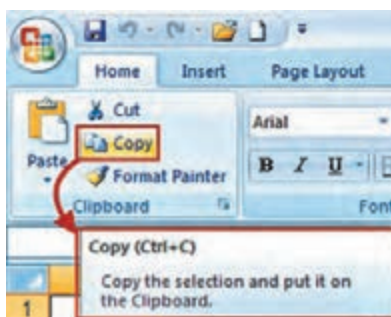 Home Insert Page Layout
Cut
Copy
Paste
Format Painter
Clipboard
Arial
B I U
Font
Copy (Ctrl+C)
Copy the selection and put it on
the Clipboard.
1